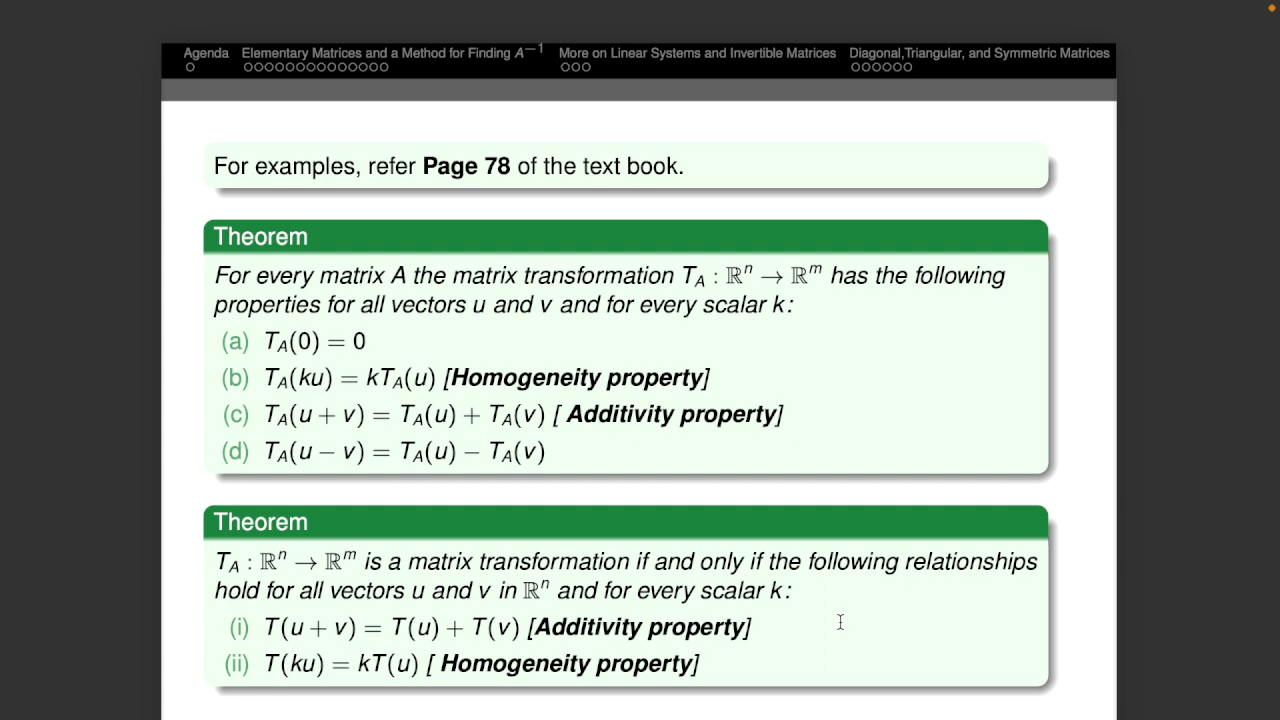 Agenda Elementary Matrices and a Method for Finding A⁻¹ More on Linear Systems and Invertible Matrices Diagonal,Triangular, and Symmetric Matrices
For examples, refer Page 78 of the text book.
Theorem
For every matrix A the matrix transformation T_A : ℝⁿ → ℝᵐ has the following
properties for all vectors u and v and for every scalar k:
(a) T_A(0) = 0
(b) T_A(ku) = kT_A(u) [Homogeneity property]
(c) T_A(u + v) = T_A(u) + T_A(v) [ Additivity property]
(d) T_A(u − v) = T_A(u) − T_A(v)
Theorem
T_A : ℝⁿ → ℝᵐ is a matrix transformation if and only if the following relationships
hold for all vectors u and v in ℝⁿ and for every scalar k:
(i) T(u + v) = T(u) + T(v) [Additivity property]
(ii) T(ku) = kT(u) [ Homogeneity property]